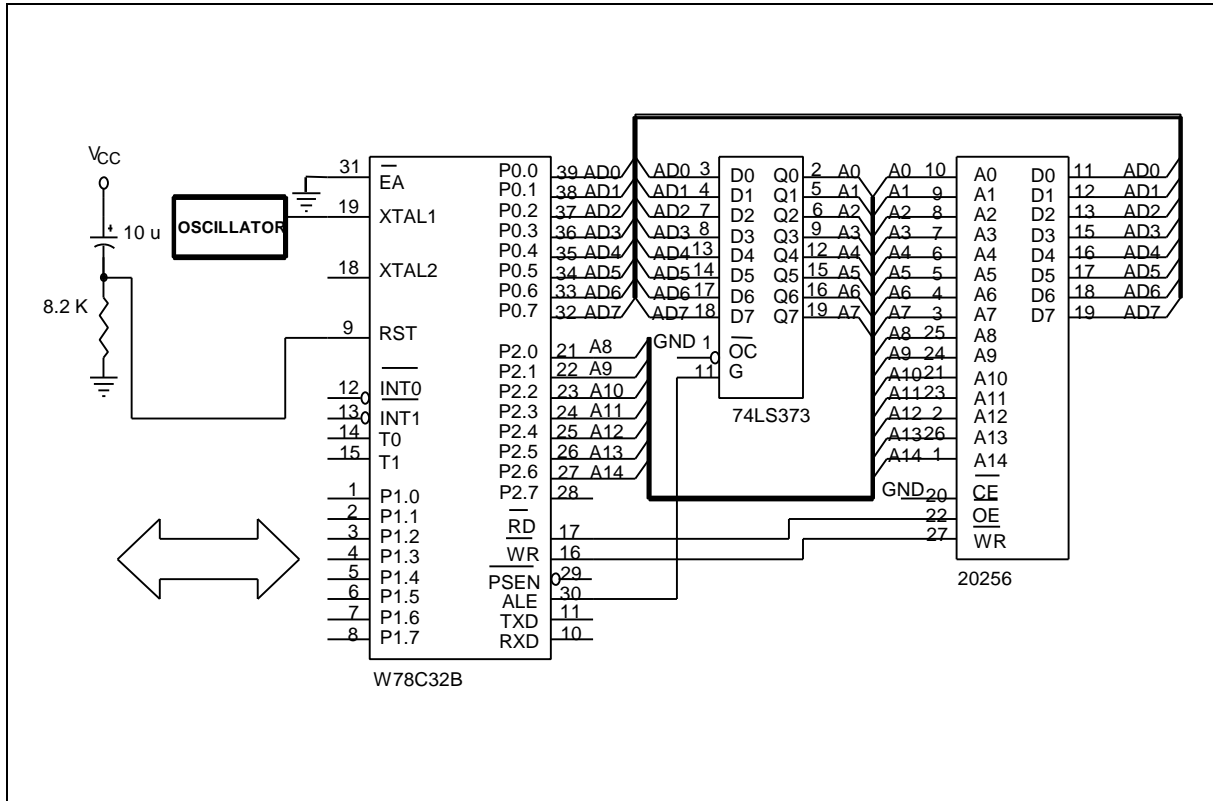 VCC
10 u
8.2 K
OSCILLATOR
31 EA
19 XTAL1
18 XTAL2
9 RST
12 INT0
13 INT1
14 T0
15 T1
1 P1.0
2 P1.1
3 P1.2
4 P1.3
5 P1.4
6 P1.5
7 P1.6
8 P1.7
P0.0 39 AD0
P0.1 38 AD1
P0.2 37 AD2
P0.3 36 AD3
P0.4 35 AD4
P0.5 34 AD5
P0.6 33 AD6
P0.7 32 AD7
P2.0 21 A8
P2.1 22 A9
P2.2 23 A10
P2.3 24 A11
P2.4 25 A12
P2.5 26 A13
P2.6 27 A14
P2.7 28
RD 17
WR 16
PSEN 29
ALE 30
TXD 11
RXD 10
W78C32B
AD0 3 D0 Q0 2 A0
AD1 4 D1 Q1 5 A1
AD2 7 D2 Q2 6 A2
AD3 8 D3 Q3 9 A3
AD4 13 D4 Q4 12 A4
AD5 14 D5 Q5 15 A5
AD6 17 D6 Q6 16 A6
AD7 18 D7 Q7 19 A7
GND 1 OC
11 G
74LS373
A0 10 A0 D0 11 AD0
A1 9 A1 D1 12 AD1
A2 8 A2 D2 13 AD2
A3 7 A3 D3 15 AD3
A4 6 A4 D4 16 AD4
A5 5 A5 D5 17 AD5
A6 4 A6 D6 18 AD6
A7 3 A7 D7 19 AD7
A8 25 A8
A9 24 A9
A10 21 A10
A11 23 A11
A12 2 A12
A13 26 A13
A14 1 A14
GND 20 CE
22 OE
27 WR
20256